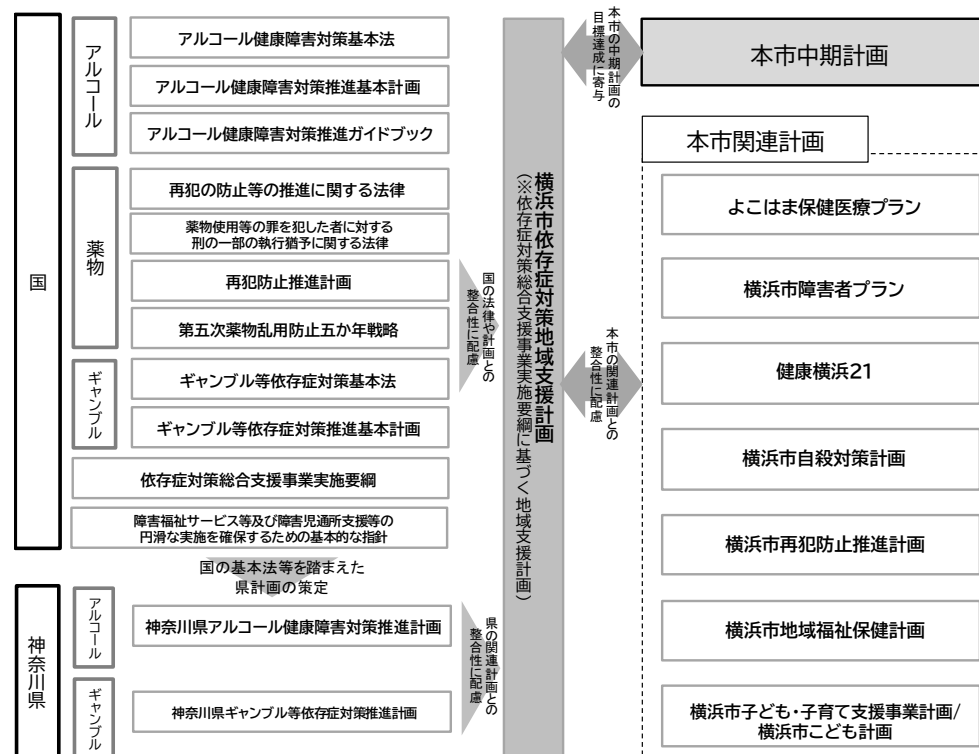 国
アルコール
アルコール健康障害対策基本法
アルコール健康障害対策推進基本計画
アルコール健康障害対策推進ガイドブック
薬物
再犯の防止等の推進に関する法律
薬物使用等の罪を犯した者に対する
刑の一部の執行猶予に関する法律
再犯防止推進計画
第五次薬物乱用防止五か年戦略
ギャンブル
ギャンブル等依存症対策基本法
ギャンブル等依存症対策推進基本計画
依存症対策総合支援事業実施要綱
障害福祉サービス等及び障害児通所支援等の
円滑な実施を確保するための基本的な指針
国の基本法等を踏まえた
県計画の策定
神奈川県
アルコール
神奈川県アルコール健康障害対策推進計画
ギャンブル
神奈川県ギャンブル等依存症対策推進計画
国の法律や計画との
整合性に配慮
県の関連計画との
整合性に配慮
横浜市依存症対策地域支援計画
（※依存症対策総合支援事業実施要綱に基づく地域支援計画）
本市の中期計画の
目標達成に寄与
本市の関連計画との
整合性に配慮
本市中期計画
本市関連計画
よこはま保健医療プラン
横浜市障害者プラン
健康横浜21
横浜市自殺対策計画
横浜市再犯防止推進計画
横浜市地域福祉保健計画
横浜市子ども・子育て支援事業計画/
横浜市こども計画